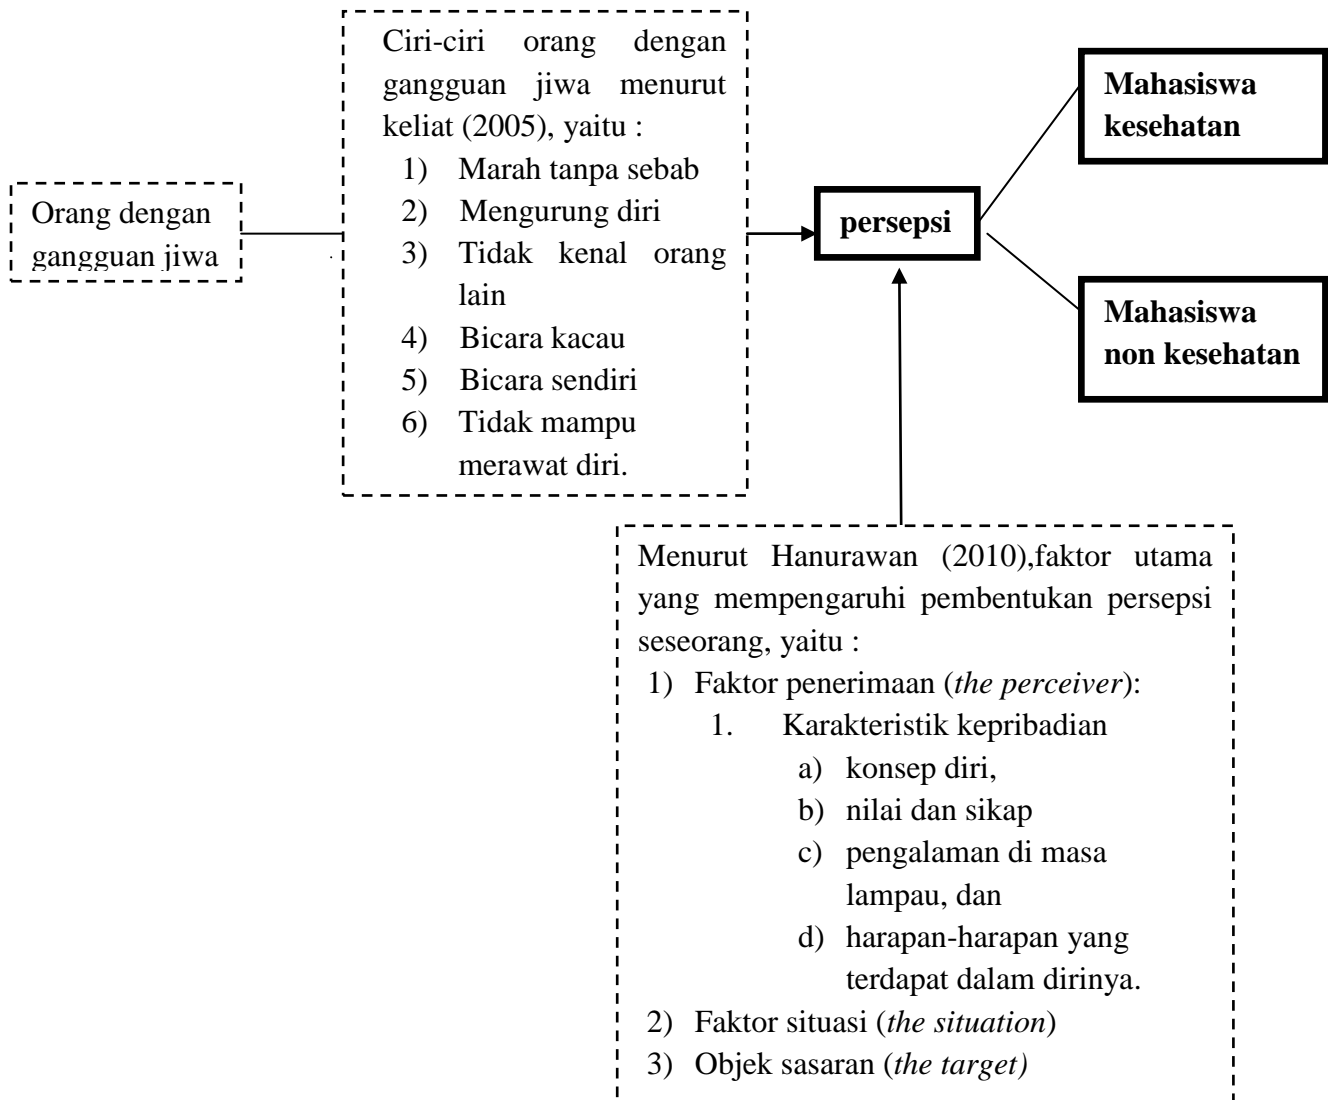 Orang dengan
gangguan jiwa
Ciri-ciri orang dengan
gangguan jiwa menurut
keliat (2005), yaitu :
1) Marah tanpa sebab
2) Mengurung diri
3) Tidak kenal orang
lain
4) Bicara kacau
5) Bicara sendiri
6) Tidak mampu
merawat diri.
persepsi
Mahasiswa
kesehatan
Mahasiswa
non kesehatan
Menurut Hanurawan (2010),faktor utama
yang mempengaruhi pembentukan persepsi
seseorang, yaitu :
1) Faktor penerimaan (the perceiver):
1. Karakteristik kepribadian
a) konsep diri,
b) nilai dan sikap
c) pengalaman di masa
lampau, dan
d) harapan-harapan yang
terdapat dalam dirinya.
2) Faktor situasi (the situation)
3) Objek sasaran (the target)